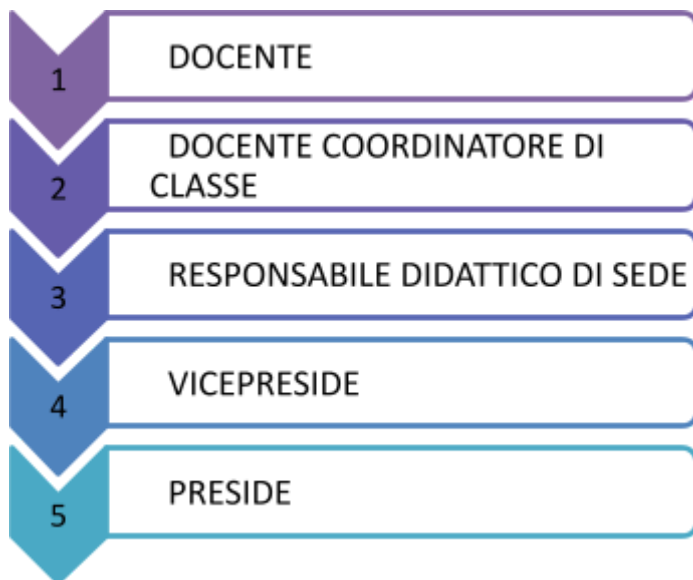 1
DOCENTE
2
DOCENTE COORDINATORE DI
CLASSE
3
RESPONSABILE DIDATTICO DI SEDE
4
VICEPRESIDE
5
PRESIDE